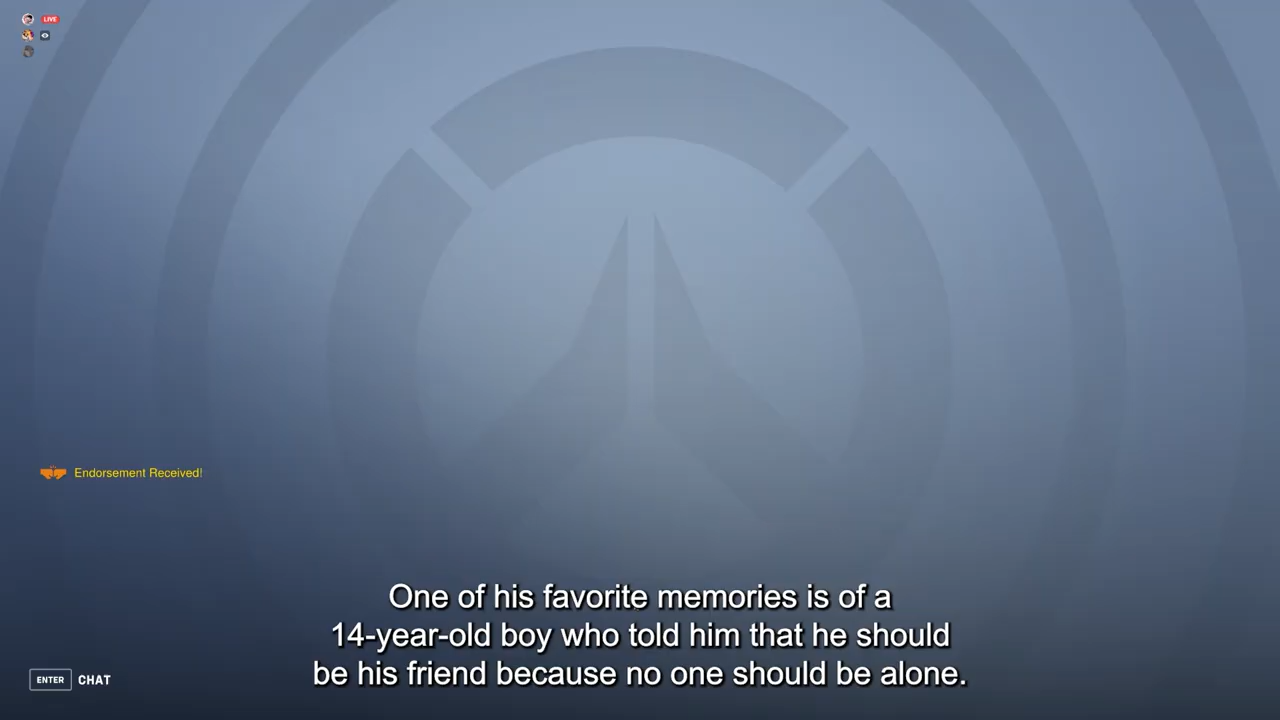 LIVE
Endorsement Received!
One of his favorite memories is of a
14-year-old boy who told him that he should
be his friend because no one should be alone.
ENTER CHAT